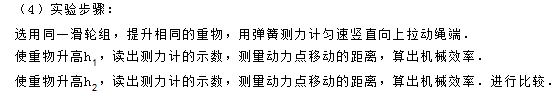 （4）实验步骤：
选用同一滑轮组，提升相同的重物，用弹簧测力计匀速竖直向上拉动绳端．
使重物升高h1，读出测力计的示数，测量动力点移动的距离，算出机械效率．
使重物升高h2，读出测力计的示数，测量动力点移动的距离，算出机械效率．进行比较．